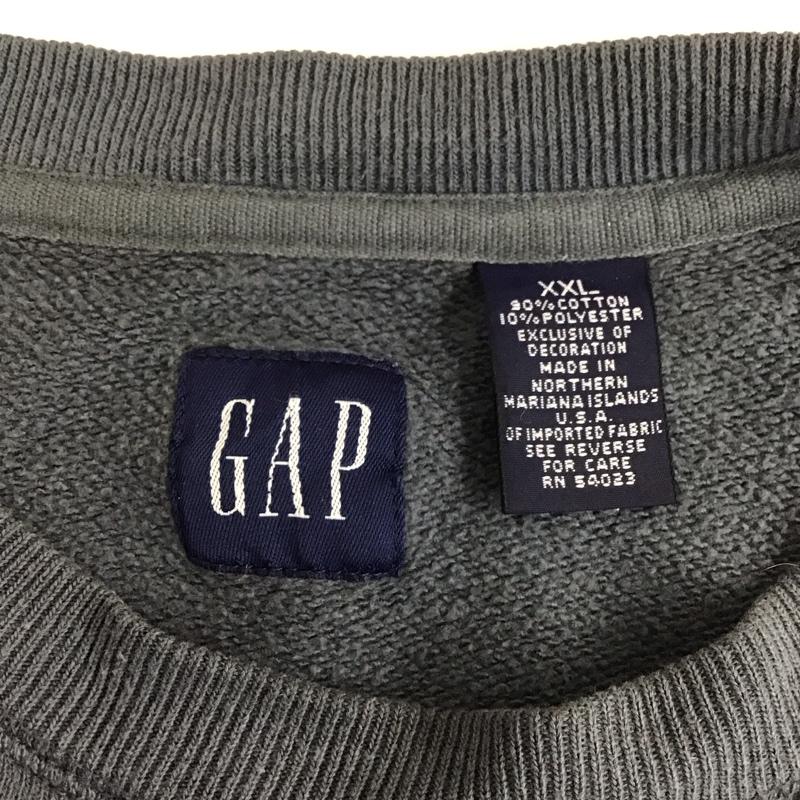 GAP
XXL
90% COTTON
10% POLYESTER
EXCLUSIVE OF
DECORATION
MADE IN
NORTHERN
MARIANA ISLANDS
U.S.A.
OF IMPORTED FABRIC
SEE REVERSE
FOR CARE
RN 54023